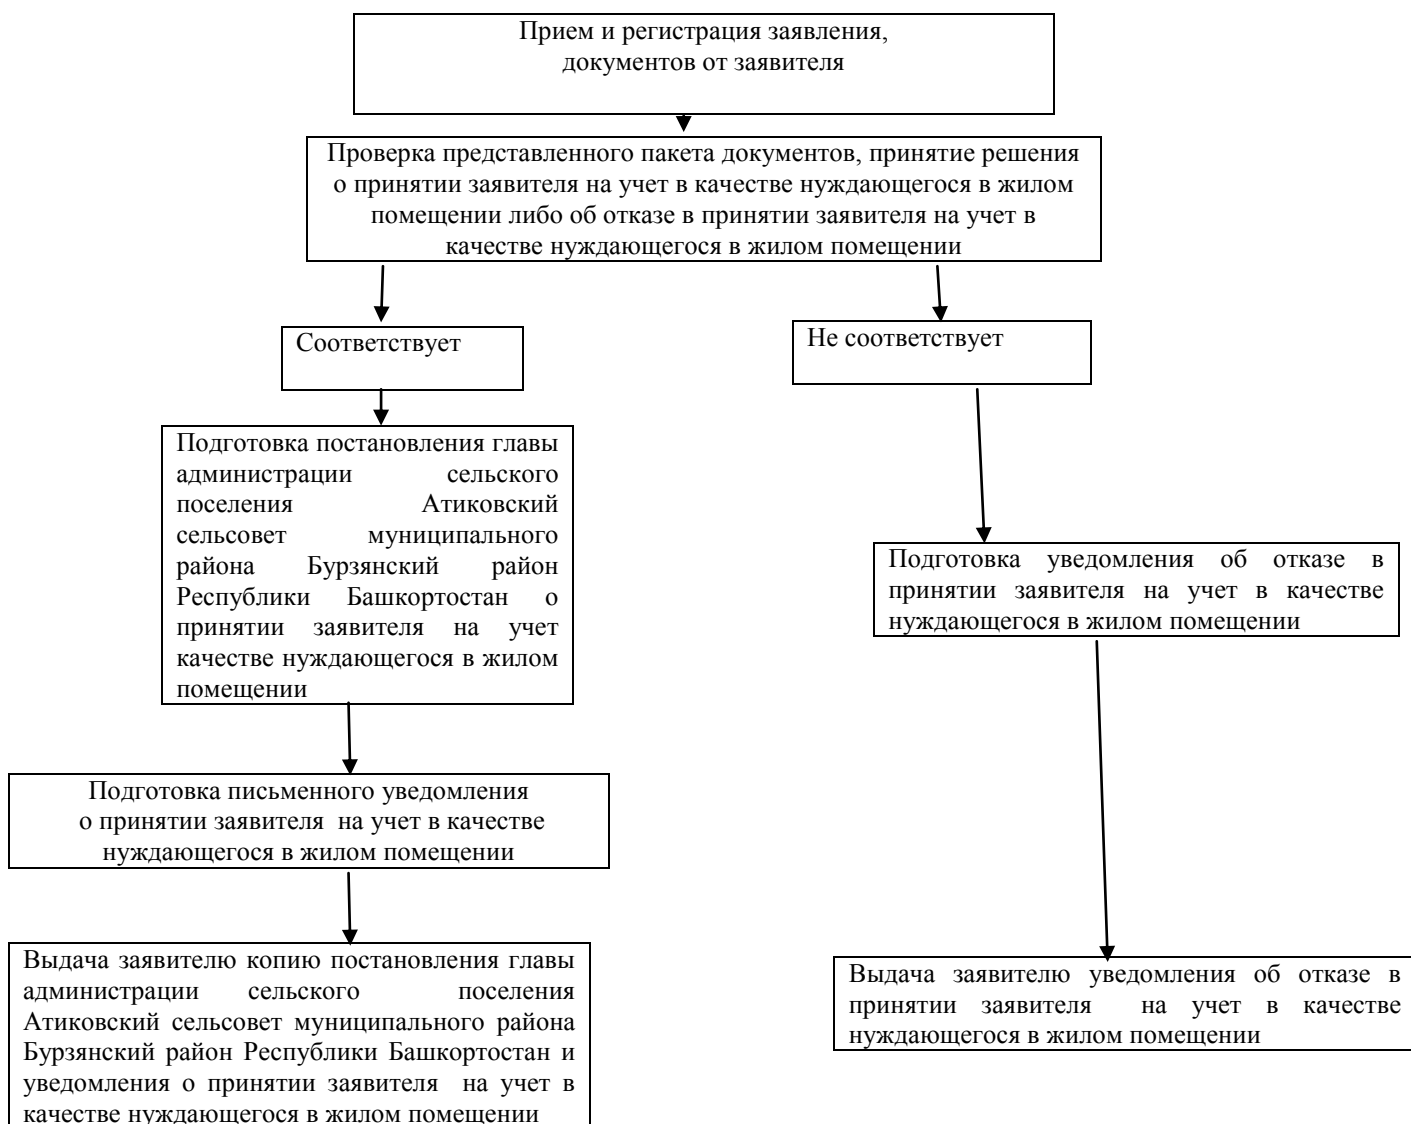 Прием и регистрация заявления,
документов от заявителя
Проверка представленного пакета документов, принятие решения
о принятии заявителя на учет в качестве нуждающегося в жилом
помещении либо об отказе в принятии заявителя на учет в
качестве нуждающегося в жилом помещении
Соответствует
Не соответствует
Подготовка постановления главы
администрации сельского
поселения Атиковский
сельсовет муниципального
района Бурзянский район
Республики Башкортостан о
принятии заявителя на учет
качестве нуждающегося в жилом
помещении
Подготовка уведомления об отказе в
принятии заявителя на учет в качестве
нуждающегося в жилом помещении
Подготовка письменного уведомления
о принятии заявителя на учет в качестве
нуждающегося в жилом помещении
Выдача заявителю копию постановления главы
администрации сельского поселения
Атиковский сельсовет муниципального района
Бурзянский район Республики Башкортостан и
уведомления о принятии заявителя на учет в
качестве нуждающегося в жилом помещении
Выдача заявителю уведомления об отказе в
принятии заявителя на учет в качестве
нуждающегося в жилом помещении